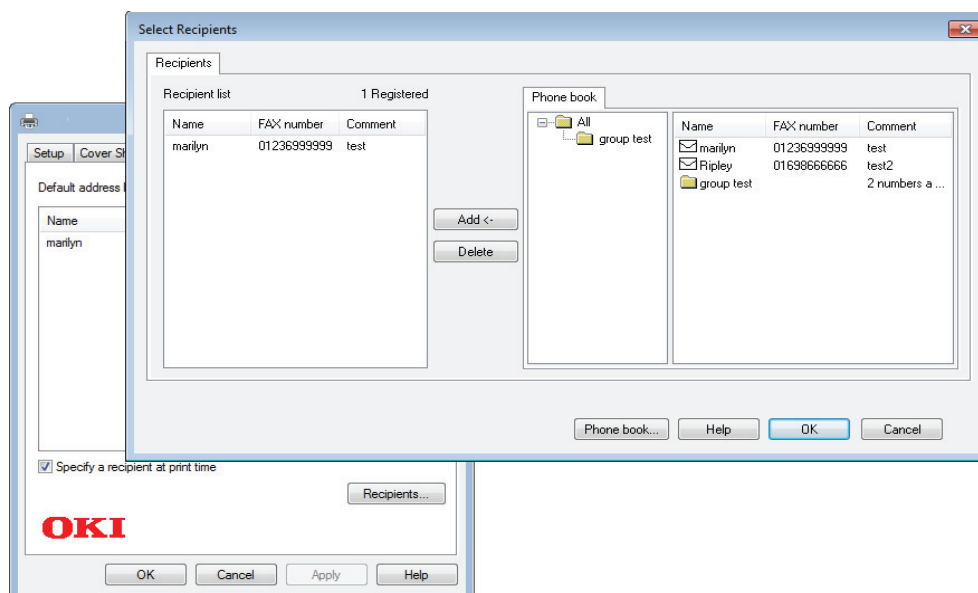 Select Recipients
Recipients
Recipient list 1 Registered
Name FAX number Comment
marilyn 01236999999 test
Add <-
Delete
Phone book
All
group test
Name FAX number Comment
marilyn 01236999999 test
Ripley 01698666666 test2
group test 2 numbers a ...
Phone book... Help OK Cancel
Setup Cover Sh
Default address
Name
marilyn
Specify a recipient at print time
Recipients...
OKI
OK Cancel Apply Help